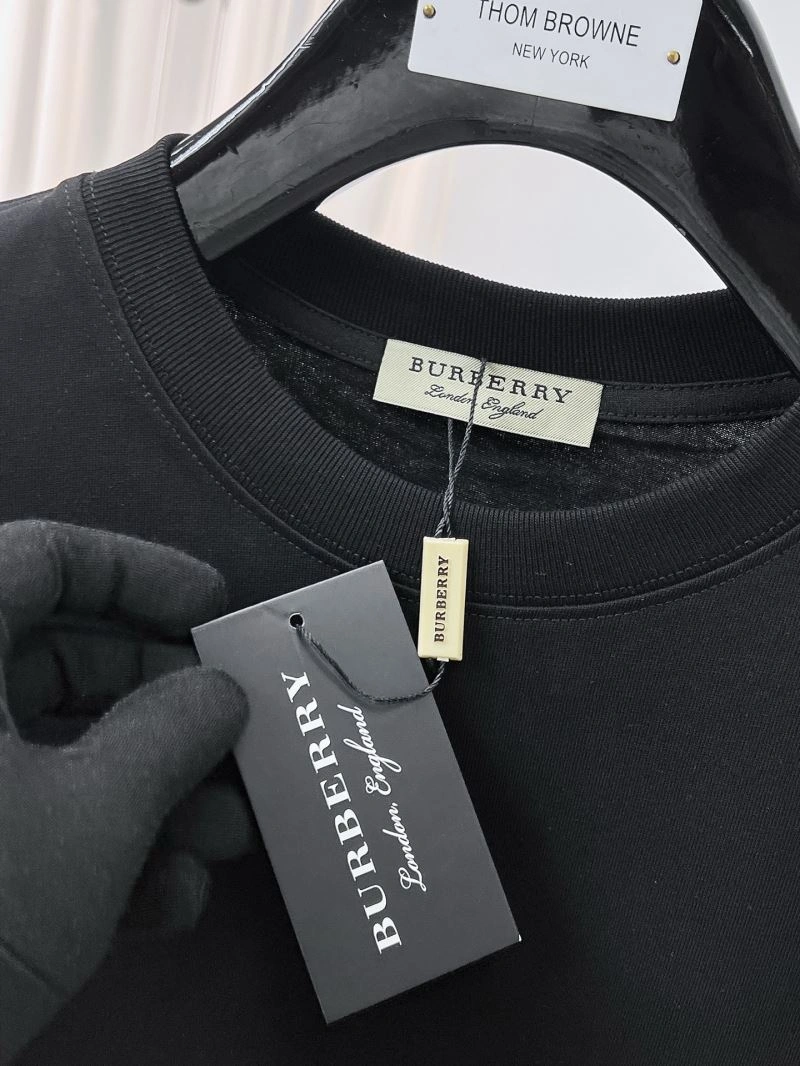 THOM BROWNE
NEW YORK
BURBERRY
London, England
BURBERRY
BURBERRY
London, England